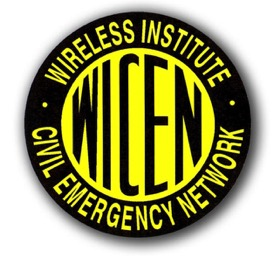 WIRELESS INSTITUTE
WICEN
CIVIL EMERGENCY NETWORK